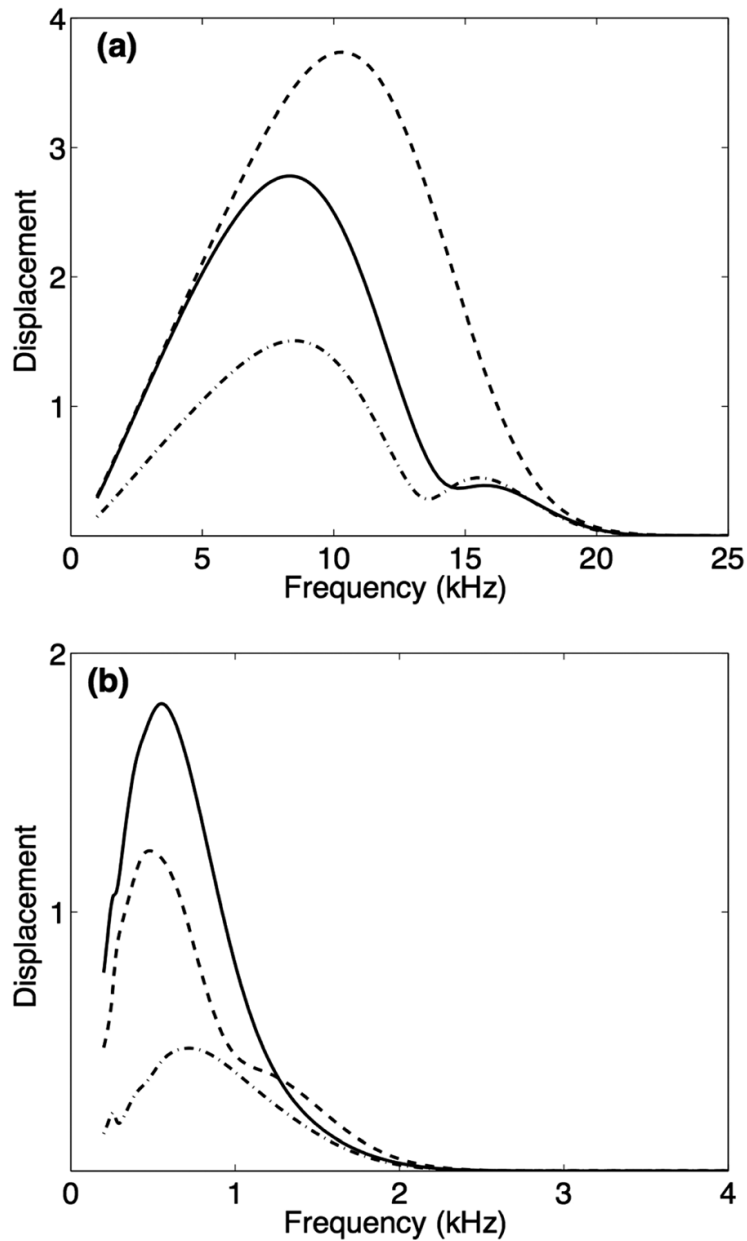 (a)
4
3
2
1
Displacement
0 5 10 15 20 25
Frequency (kHz)
(b)
2
1
Displacement
0 1 2 3 4
Frequency (kHz)